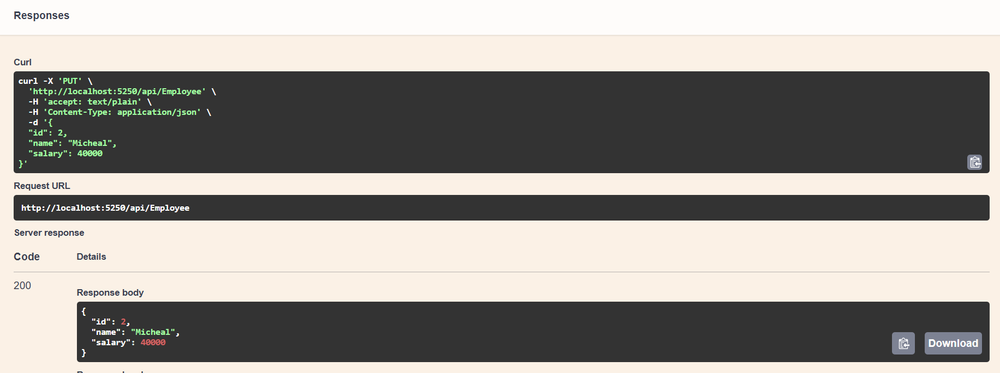 Responses
Curl
curl -X 'PUT' \
  'http://localhost:5250/api/Employee' \
  -H 'accept: text/plain' \
  -H 'Content-Type: application/json' \
  -d '{
  "id": 2,
  "name": "Micheal",
  "salary": 40000
}'
Request URL
http://localhost:5250/api/Employee
Server response
Code Details
200
Response body
{
  "id": 2,
  "name": "Micheal",
  "salary": 40000
}
Download